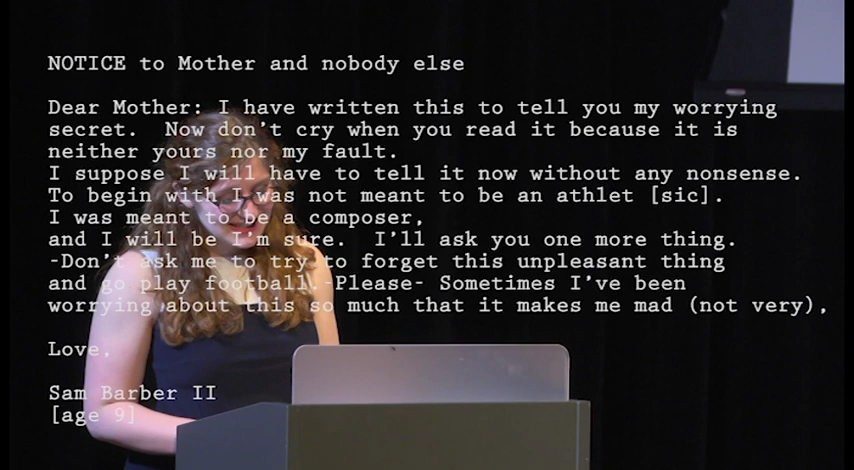 NOTICE to Mother and nobody else
Dear Mother: I have written this to tell you my worrying
secret.  Now don't cry when you read it because it is
neither yours nor my fault.
I suppose I will have to tell it now without any nonsense.
To begin with I was not meant to be an athlet [sic].
I was meant to be a composer,
and I will be I'm sure.  I'll ask you one more thing.
-Don't ask me to try to forget this unpleasant thing
and go play football.-Please- Sometimes I've been
worrying about this so much that it makes me mad (not very),
Love,
Sam Barber II
[age 9]